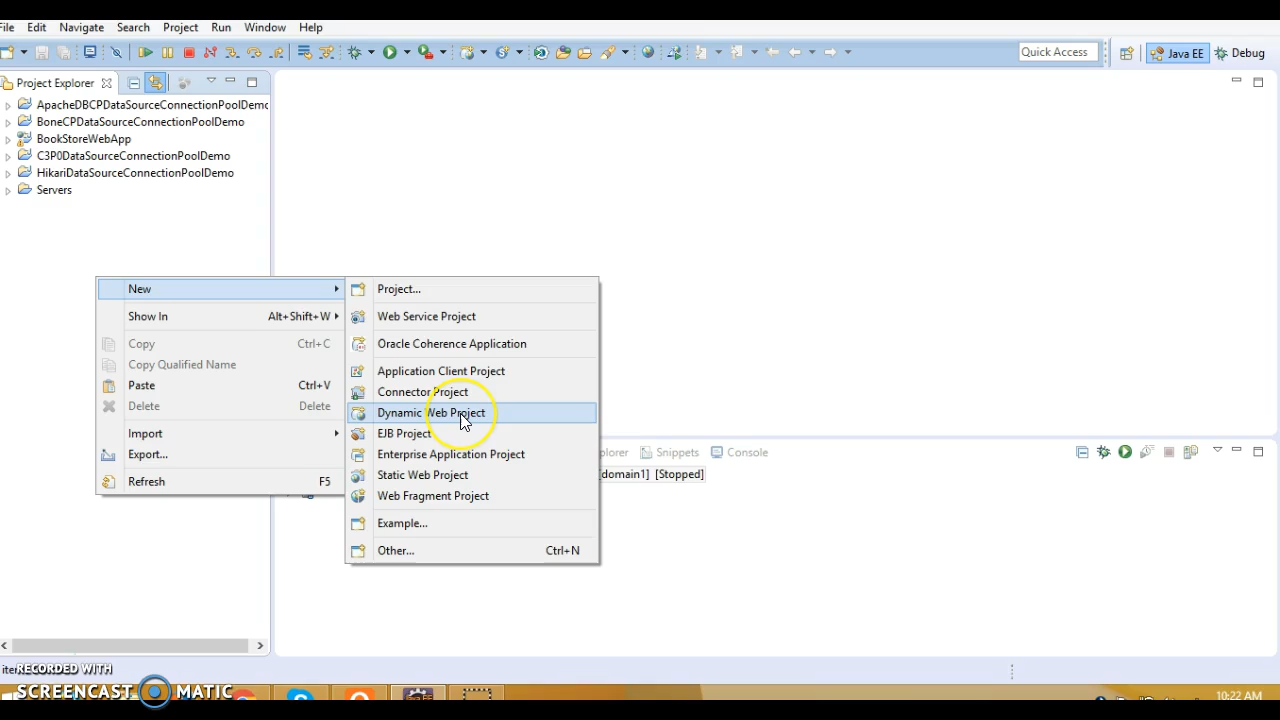 File Edit Navigate Search Project Run Window Help
Quick Access Java EE Debug
Project Explorer
ApacheDBCPDataSourceConnectionPoolDemo
BoneCPDataSourceConnectionPoolDemo
BookStoreWebApp
C3P0DataSourceConnectionPoolDemo
HikariDataSourceConnectionPoolDemo
Servers
New
Show In Alt+Shift+W
Copy Ctrl+C
Copy Qualified Name
Paste Ctrl+V
Delete Delete
Import
Export...
Refresh F5
Project...
Web Service Project
Oracle Coherence Application
Application Client Project
Connector Project
Dynamic Web Project
EJB Project
Enterprise Application Project
Static Web Project
Web Fragment Project
Example...
Other... Ctrl+N
plorer Snippets Console
[domain1] [Stopped]
RECORDED WITH
SCREENCAST MATIC
10:22 AM